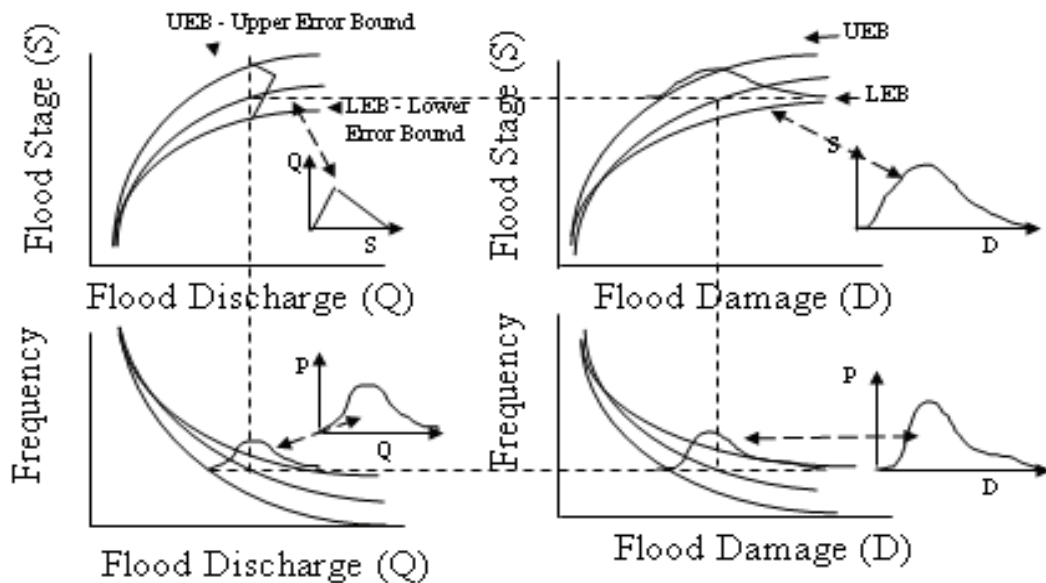 UEB - Upper Error Bound
Flood Stage (S)
LEB - Lower
Error Bound
Q
S
Flood Discharge (Q)
UEB
LEB
Flood Stage (S)
S
D
Flood Damage (D)
Frequency
P
Q
Flood Discharge (Q)
Frequency
P
D
Flood Damage (D)